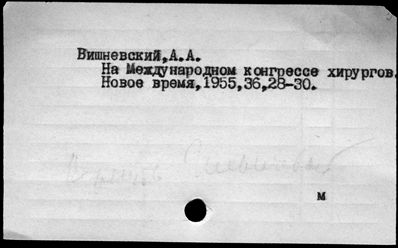 Вишневский,А.А.
На Международном конгрессе хирургов.
Новое время,1955,36,28-30.
м